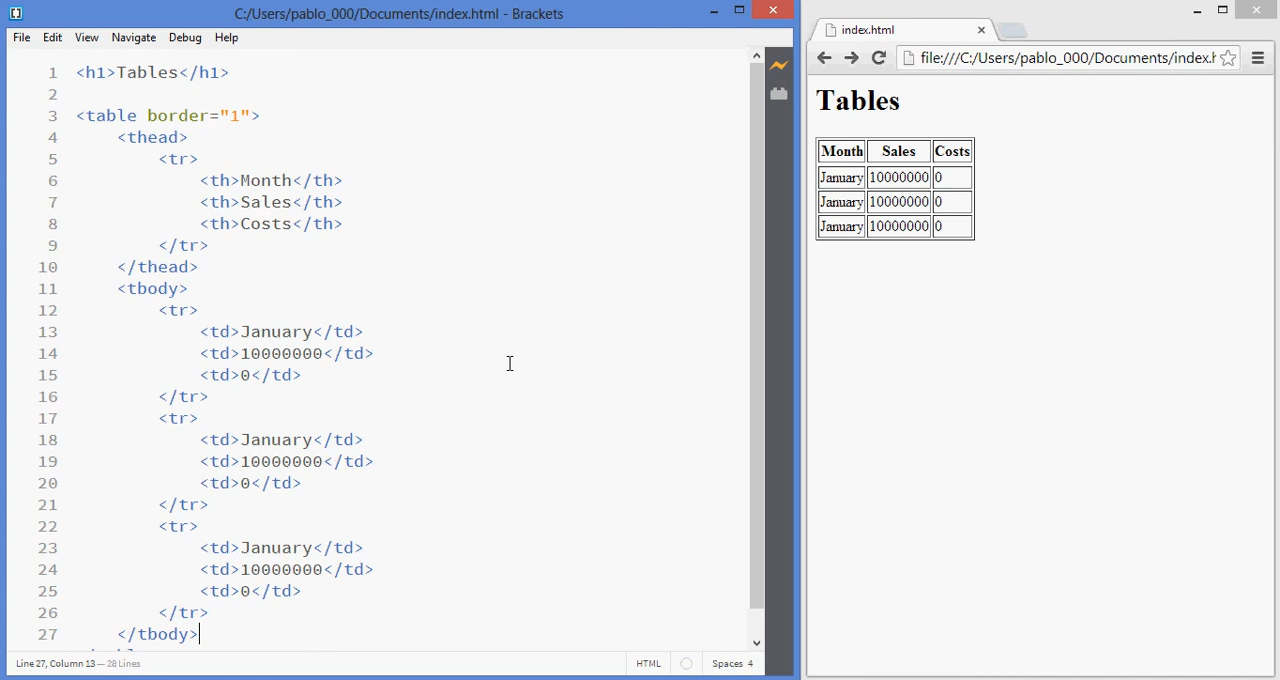 C:/Users/pablo_000/Documents/index.html - Brackets
File Edit View Navigate Debug Help
1 <h1>Tables</h1>
2
3 <table border="1">
4 <thead>
5 <tr>
6 <th>Month</th>
7 <th>Sales</th>
8 <th>Costs</th>
9 </tr>
10 </thead>
11 <tbody>
12 <tr>
13 <td>January</td>
14 <td>10000000</td>
15 <td>0</td>
16 </tr>
17 <tr>
18 <td>January</td>
19 <td>10000000</td>
20 <td>0</td>
21 </tr>
22 <tr>
23 <td>January</td>
24 <td>10000000</td>
25 <td>0</td>
26 </tr>
27 </tbody>
Line 27, Column 13 — 28 Lines HTML Spaces 4
index.html
file:///C:/Users/pablo_000/Documents/index.h
Tables
Month Sales Costs
January 10000000 0
January 10000000 0
January 10000000 0